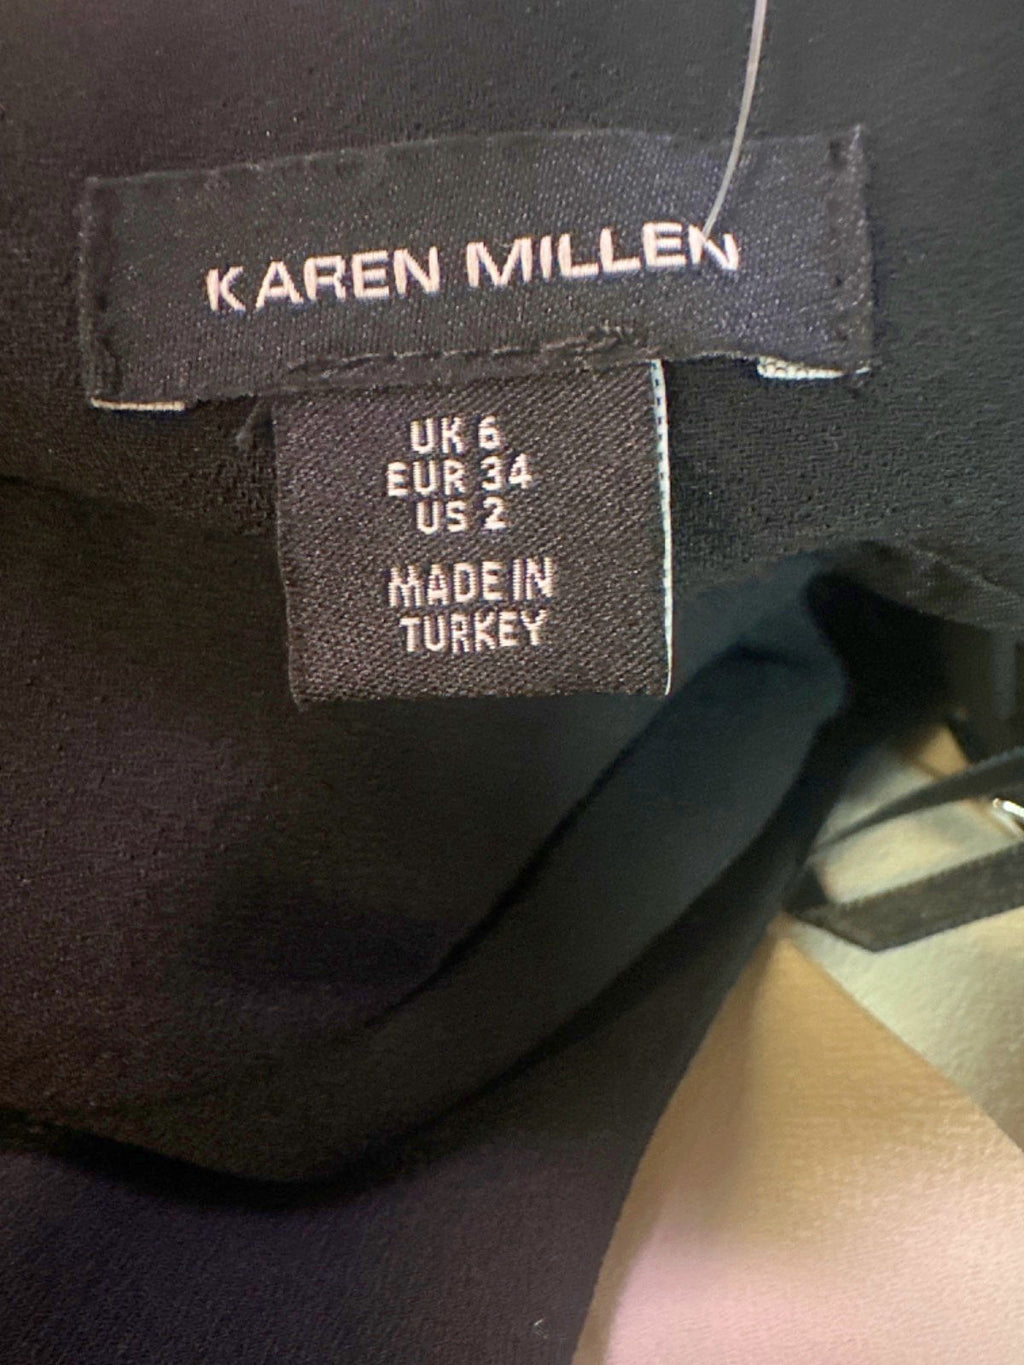 KAREN MILLEN
UK 6
EUR 34
US 2
MADE IN
TURKEY